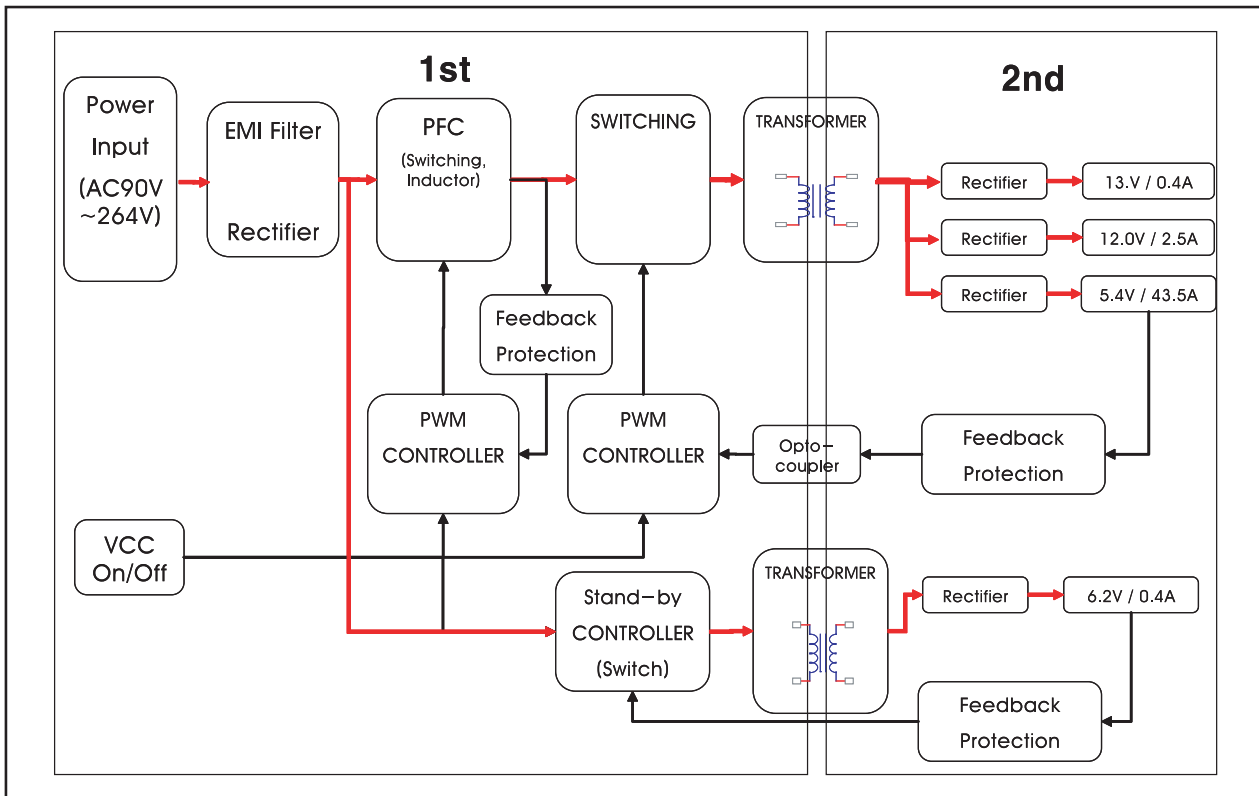 1st
2nd
Power
Input
(AC90V
~264V)
EMI Filter
Rectifier
PFC
(Switching,
Inductor)
SWITCHING
TRANSFORMER
Rectifier
13.V / 0.4A
Rectifier
12.0V / 2.5A
Rectifier
5.4V / 43.5A
Feedback
Protection
PWM
CONTROLLER
PWM
CONTROLLER
Opto-
coupler
Feedback
Protection
VCC
On/Off
Stand-by
CONTROLLER
(Switch)
TRANSFORMER
Rectifier
6.2V / 0.4A
Feedback
Protection